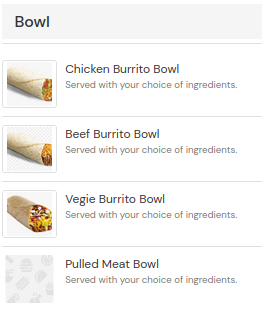 Bowl
Chicken Burrito Bowl
Served with your choice of ingredients.
Beef Burrito Bowl
Served with your choice of ingredients.
Vegie Burrito Bowl
Served with your choice of ingredients.
Pulled Meat Bowl
Served with your choice of ingredients.